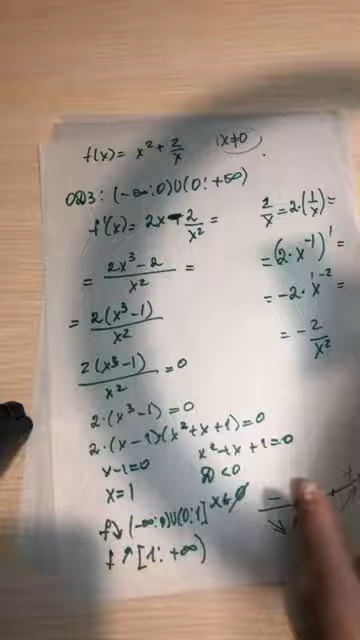 f(x) = x² + 2/x (x≠0)
ОДЗ: (-∞; 0) U (0; +∞)
f'(x) = 2x - 2/x² =
= (2x³ - 2)/x² =
= 2(x³ - 1)/x²
2(x³ - 1)/x² = 0
2·(x³ - 1) = 0
2·(x - 1)(x² + x + 1) = 0
x - 1 = 0
x = 1
x² + x + 1 = 0
D < 0
x ∈ ∅
f↘ (-∞; 0) U (0; 1]
f↗ [1; +∞)
2/x = 2·(1/x) =
= (2·x⁻¹)' =
= -2·x⁻² =
= -2/x²